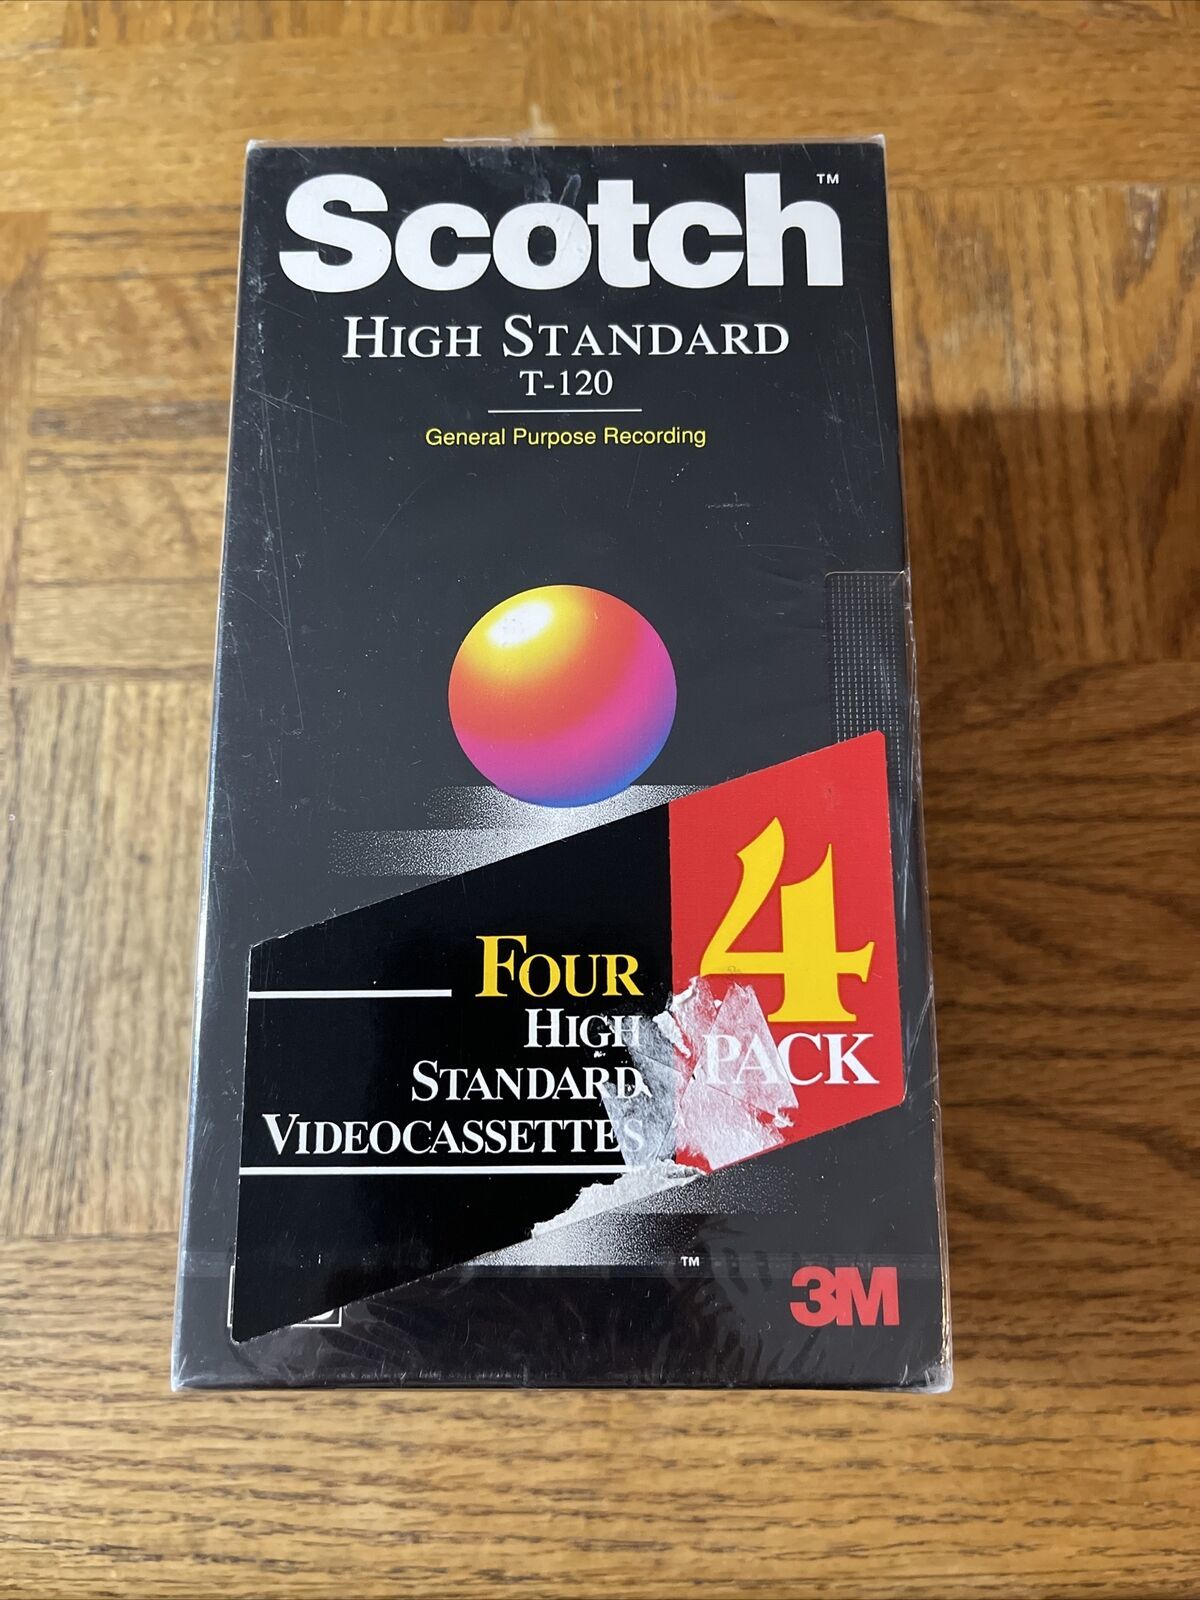 Scotch™
HIGH STANDARD
T-120
General Purpose Recording
4
PACK
FOUR
HIGH
STANDARD
VIDEOCASSETTES
™
3M